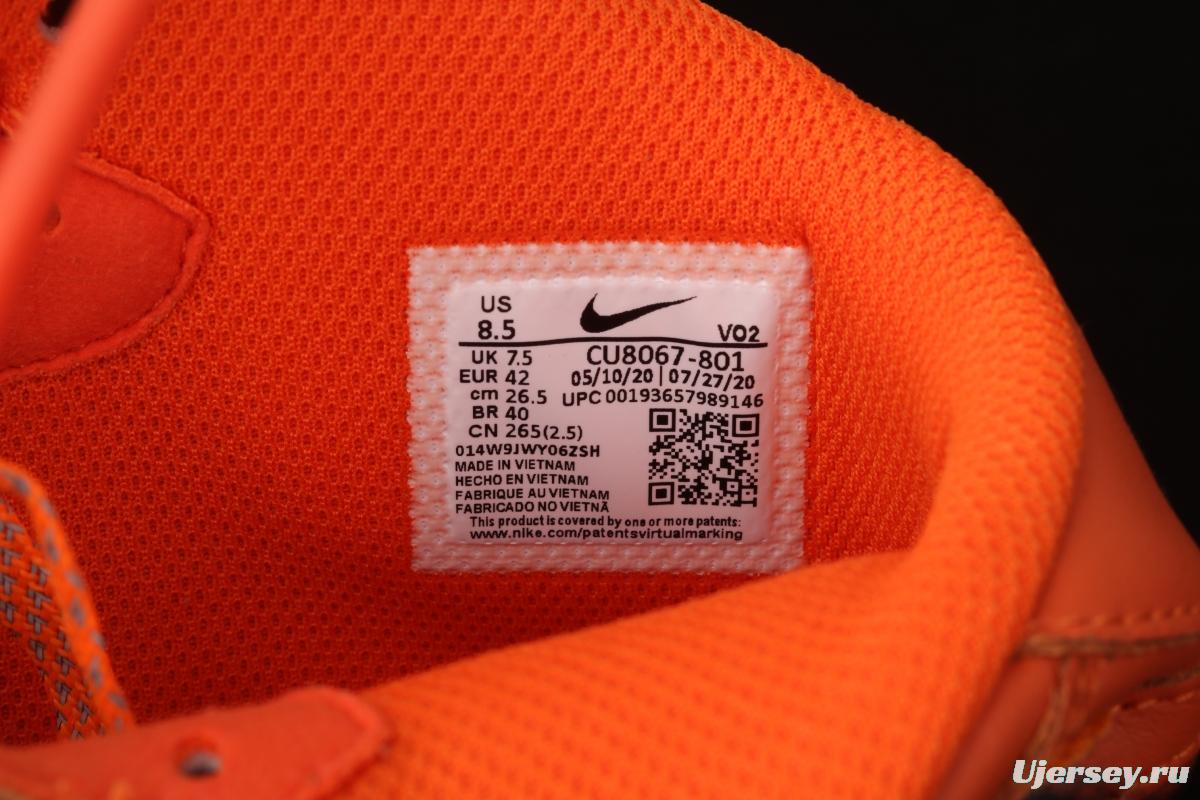 US
8.5
VO2
UK 7.5
CU8067-801
EUR 42
05/10/20 | 07/27/20
cm 26.5
UPC 00193657989146
BR 40
CN 265(2.5)
014W9JWY06ZSH
MADE IN VIETNAM
HECHO EN VIETNAM
FABRIQUE AU VIETNAM
FABRICADO NO VIETNÃ
This product is covered by one or more patents:
www.nike.com/patentsvirtualmarking
Ujersey.ru